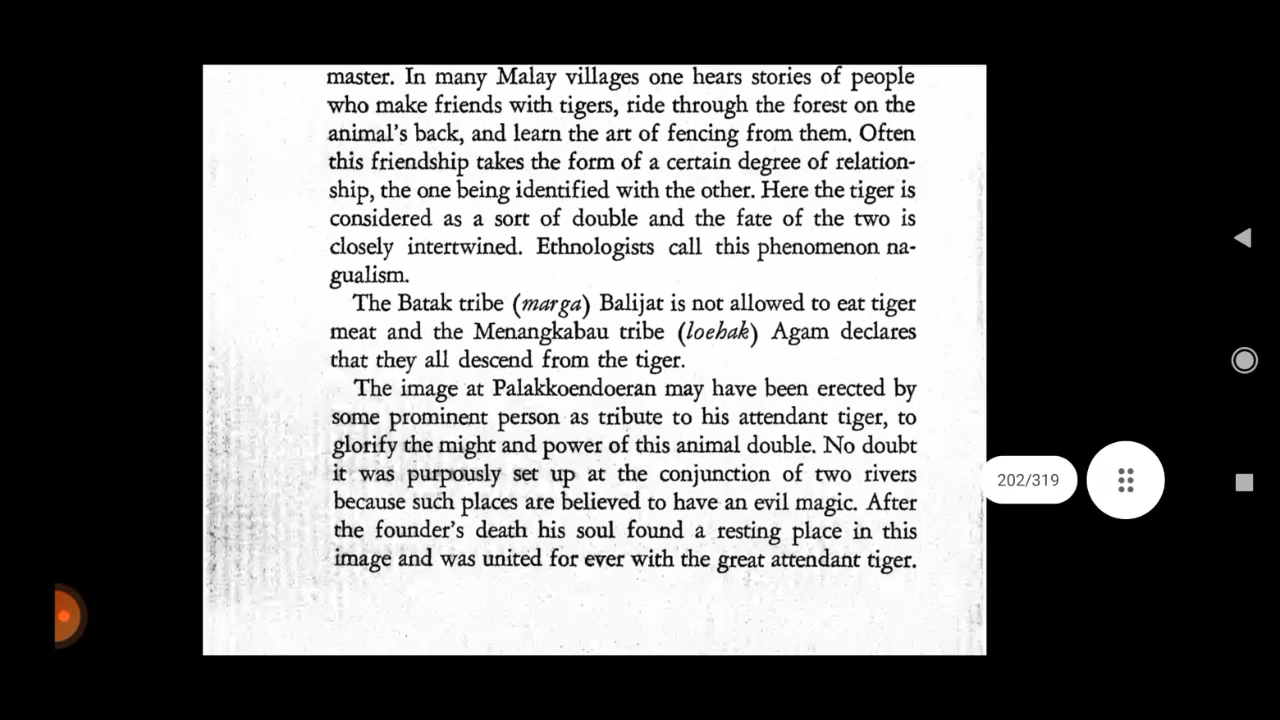 master. In many Malay villages one hears stories of people
who make friends with tigers, ride through the forest on the
animal's back, and learn the art of fencing from them. Often
this friendship takes the form of a certain degree of relation-
ship, the one being identified with the other. Here the tiger is
considered as a sort of double and the fate of the two is
closely intertwined. Ethnologists call this phenomenon na-
gualism.
The Batak tribe (marga) Balijat is not allowed to eat tiger
meat and the Menangkabau tribe (loehak) Agam declares
that they all descend from the tiger.
The image at Palakkoendoeran may have been erected by
some prominent person as tribute to his attendant tiger, to
glorify the might and power of this animal double. No doubt
it was purpously set up at the conjunction of two rivers
because such places are believed to have an evil magic. After
the founder's death his soul found a resting place in this
image and was united for ever with the great attendant tiger.
202/319